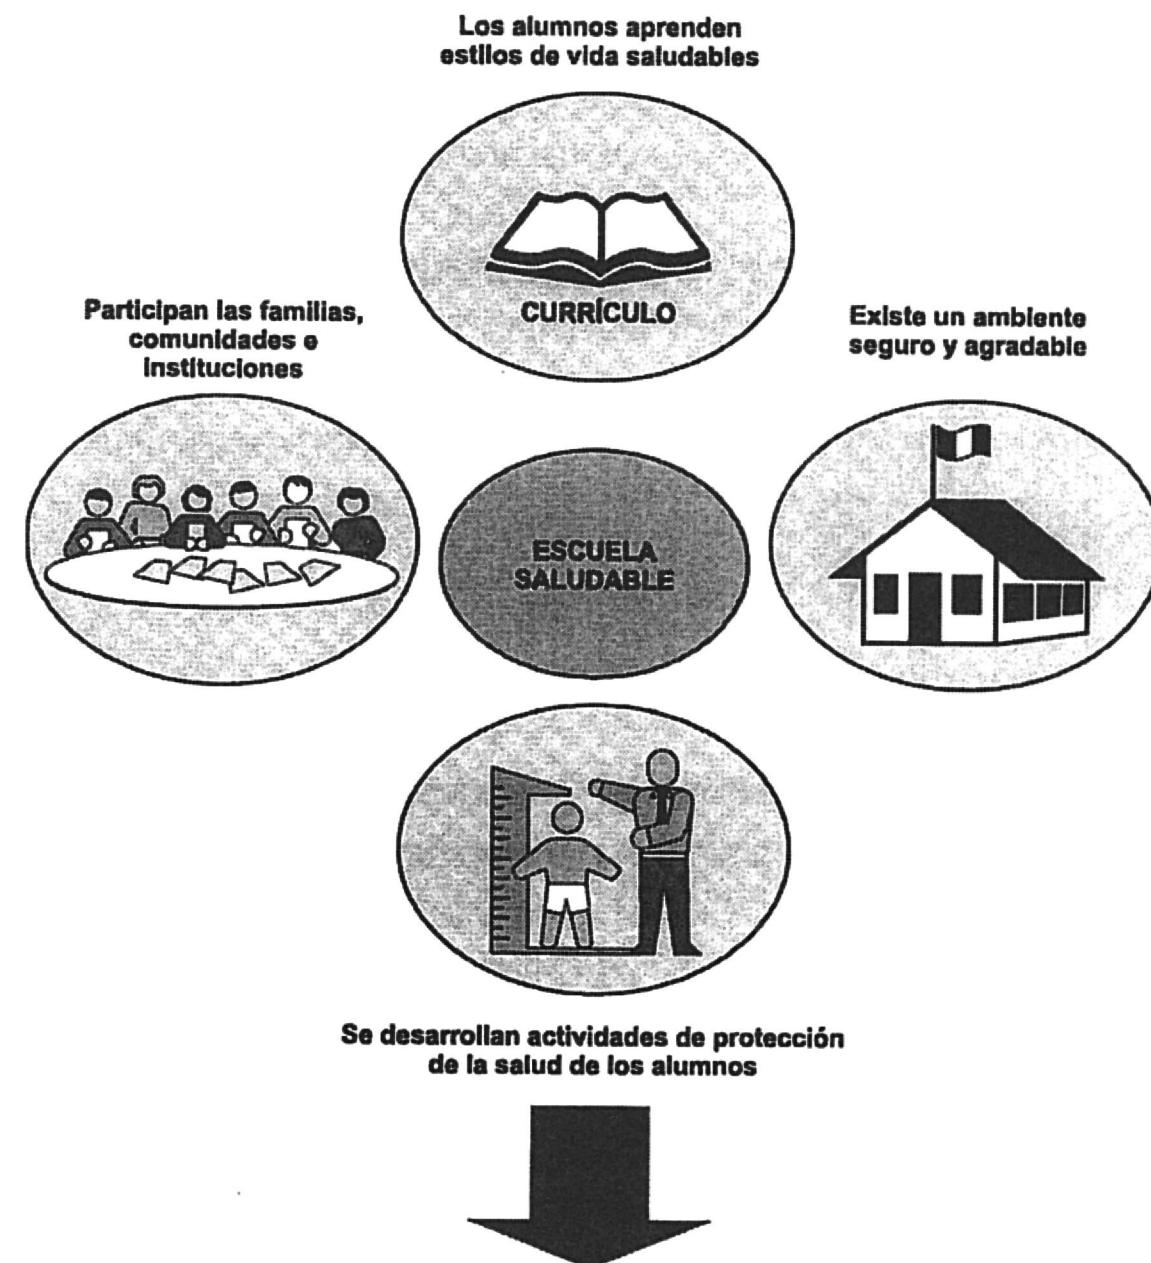 Los alumnos aprenden
estilos de vida saludables
CURRÍCULO
Participan las familias,
comunidades e
instituciones
Existe un ambiente
seguro y agradable
ESCUELA
SALUDABLE
Se desarrollan actividades de protección
de la salud de los alumnos